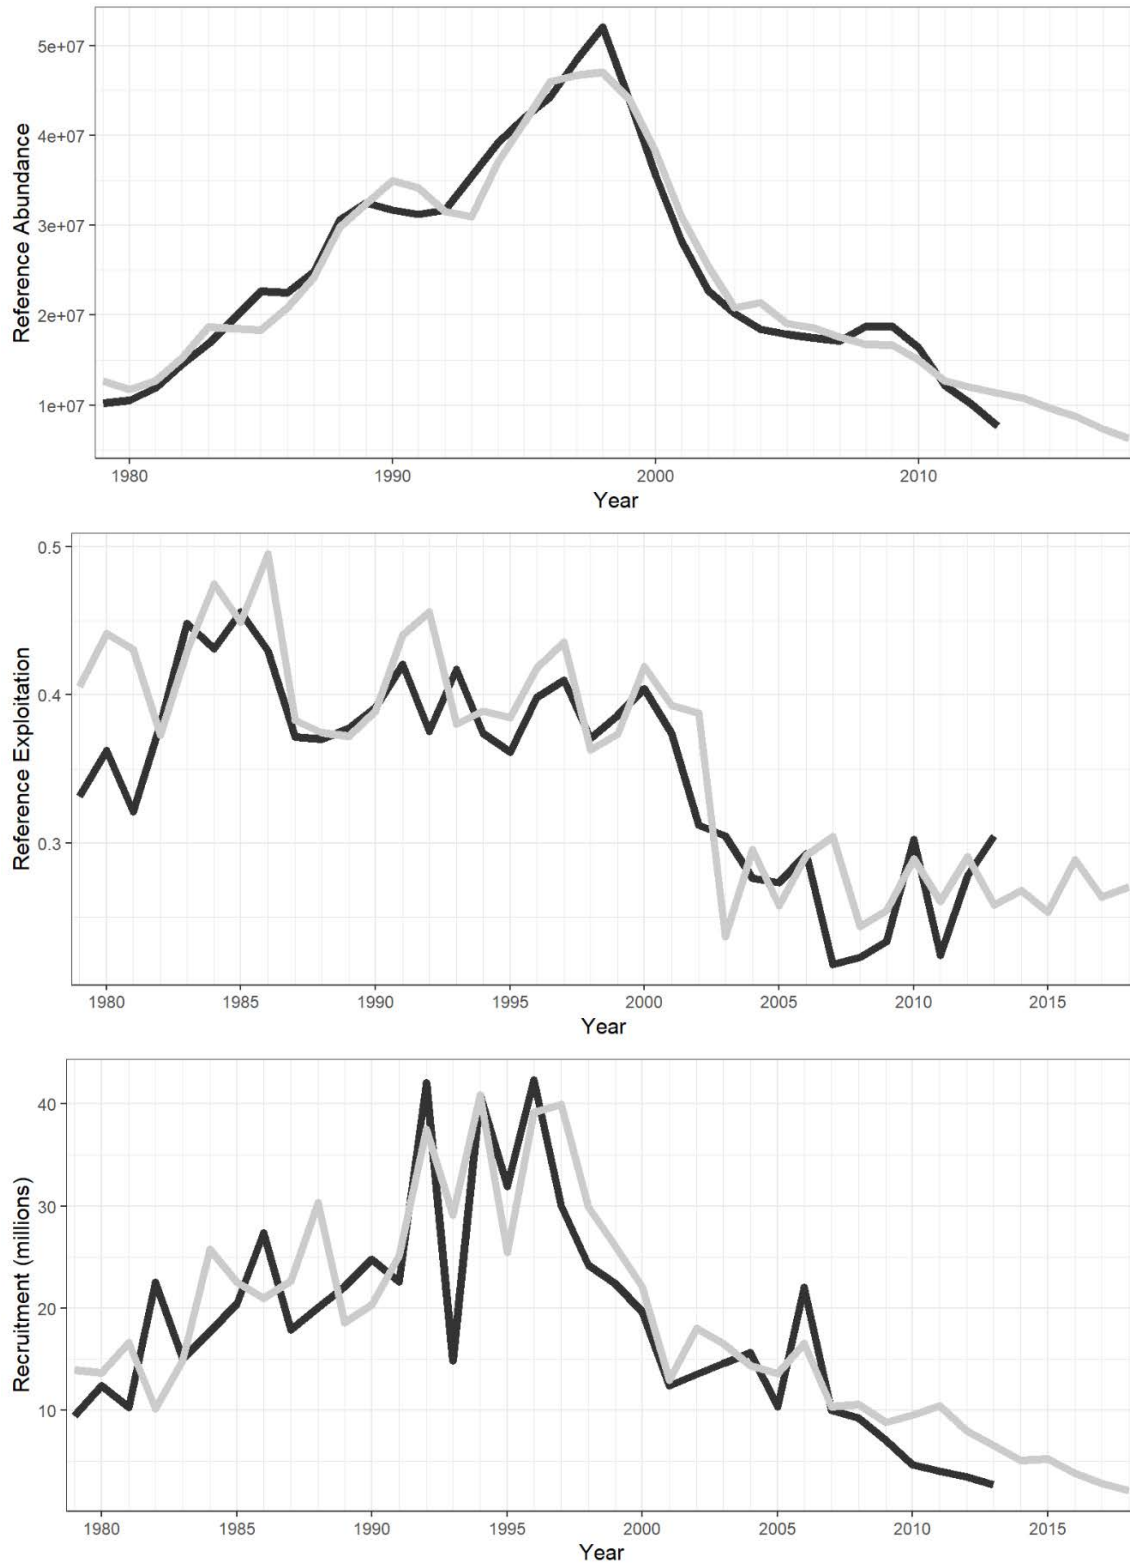 5e+07
4e+07
3e+07
2e+07
1e+07
Reference Abundance
1980 1990 2000 2010
Year
0.5
0.4
0.3
Reference Exploitation
1980 1985 1990 1995 2000 2005 2010 2015
Year
40
30
20
10
Recruitment (millions)
1980 1985 1990 1995 2000 2005 2010 2015
Year